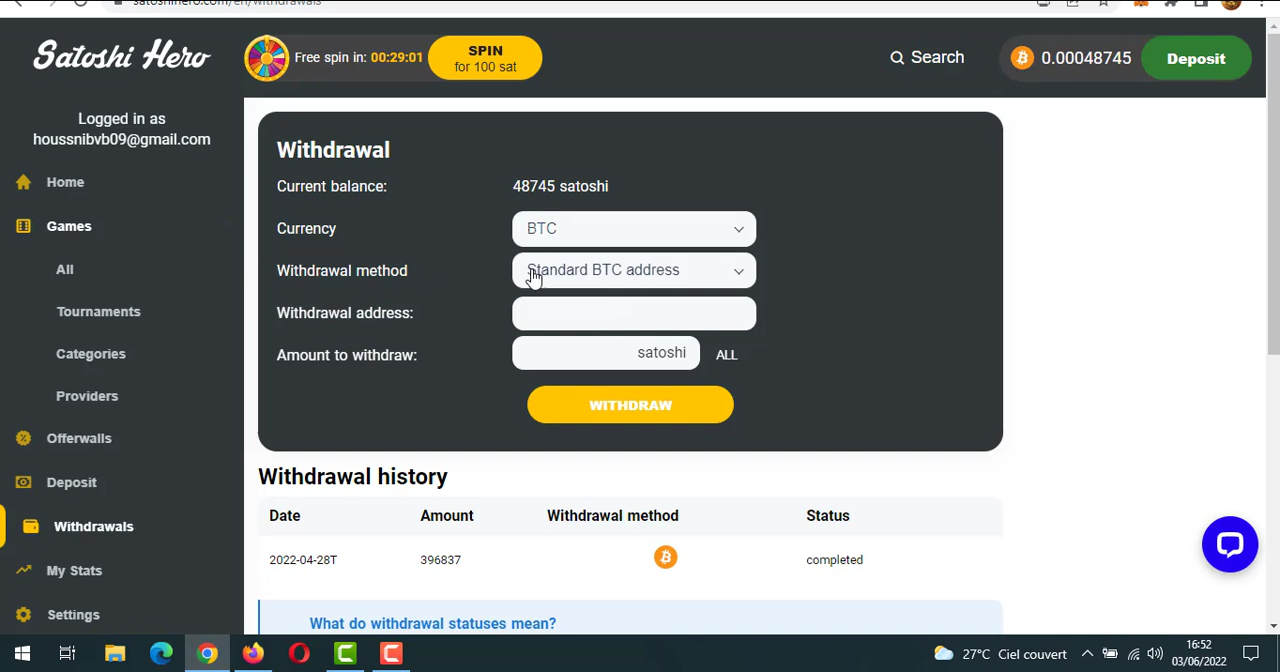 satoshihero.com/en/withdrawals
Satoshi Hero
Free spin in: 00:29:01
SPIN
for 100 sat
Search
0.00048745
Deposit
Logged in as
houssnibvb09@gmail.com
Home
Games
All
Tournaments
Categories
Providers
Offerwalls
Deposit
Withdrawals
My Stats
Settings
Withdrawal
Current balance: 48745 satoshi
Currency BTC
Withdrawal method Standard BTC address
Withdrawal address:
Amount to withdraw: satoshi ALL
WITHDRAW
Withdrawal history
Date Amount Withdrawal method Status
2022-04-28T 396837 completed
What do withdrawal statuses mean?
27°C Ciel couvert
16:52
03/06/2022